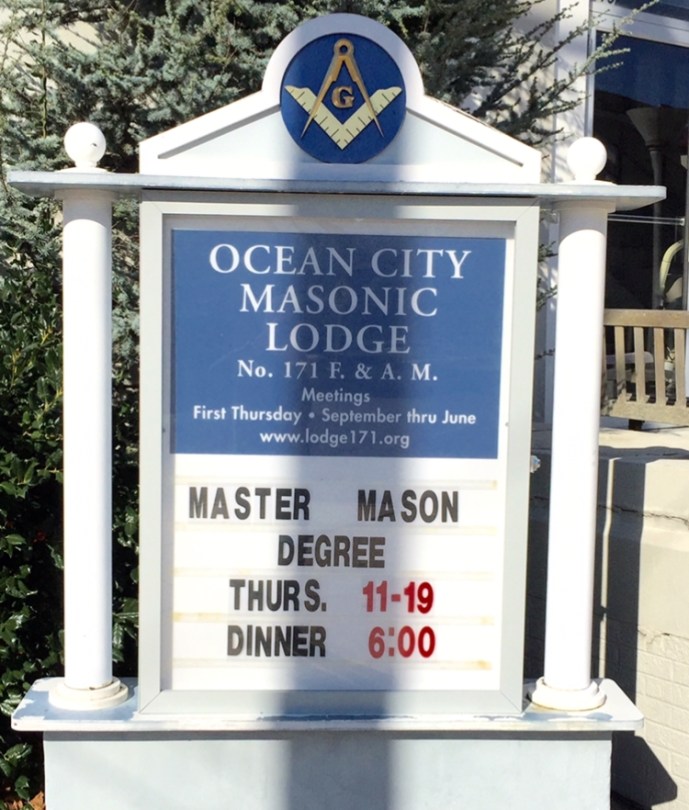 G
OCEAN CITY
MASONIC
LODGE
No. 171 F. & A. M.
Meetings
First Thursday • September thru June
www.lodge171.org
MASTER MASON
DEGREE
THURS. 11-19
DINNER 6:00